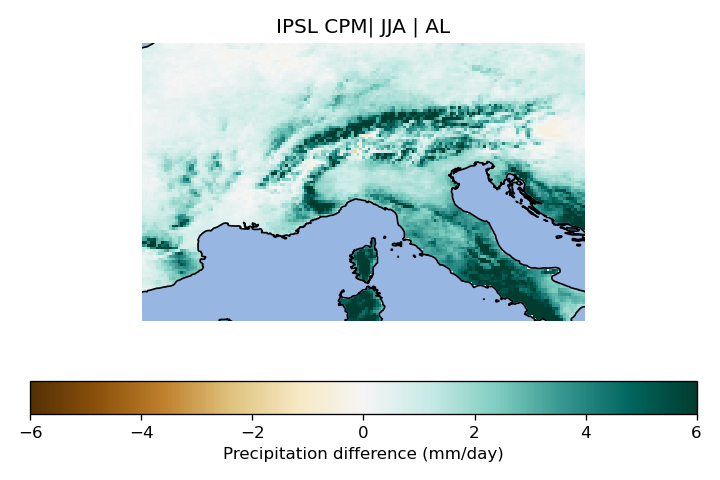 IPSL CPM| JJA | AL
−6 −4 −2 0 2 4 6
Precipitation difference (mm/day)